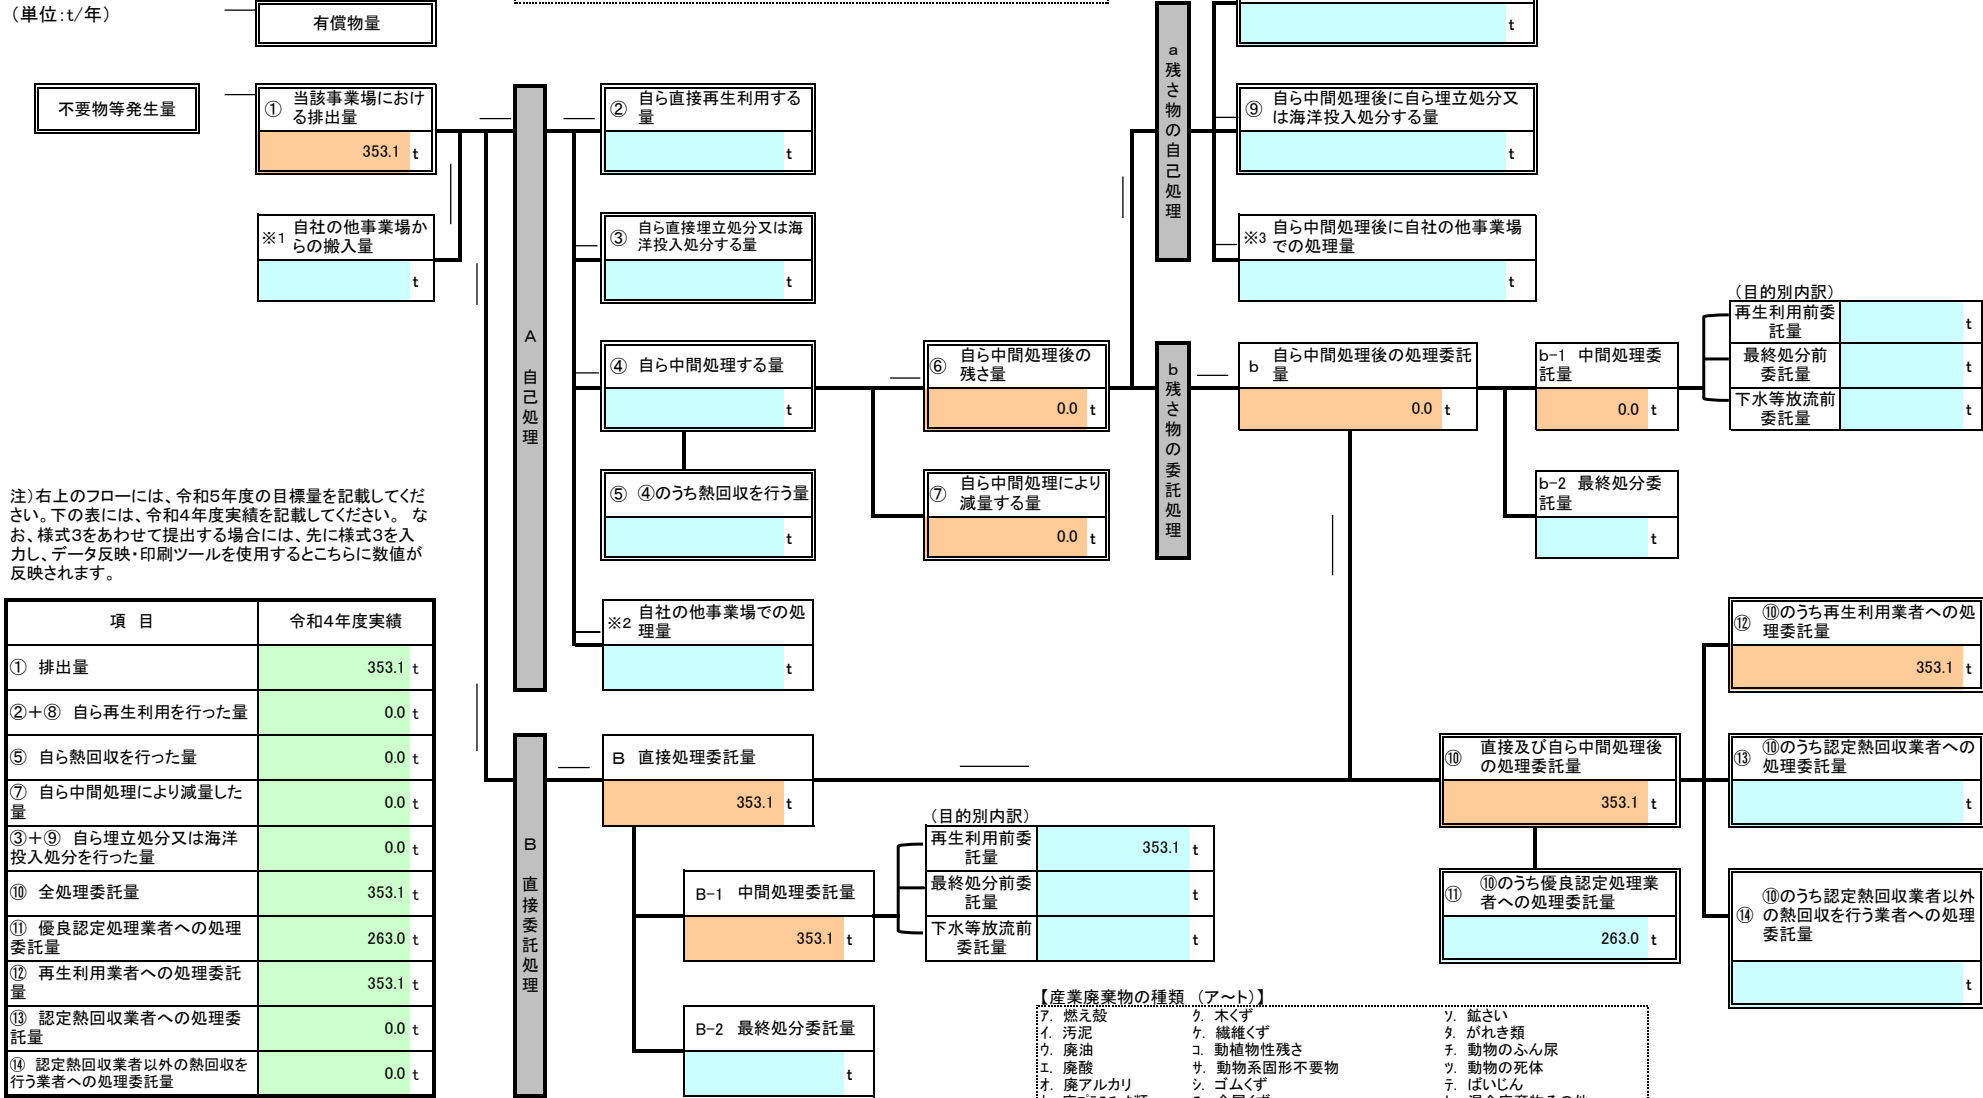 （単位:t/年）
有償物量
t
不要物等発生量
① 当該事業場におけ
る排出量
353.1 t
※1 自社の他事業場か
らの搬入量
t
A 自己処理
② 自ら直接再生利用する
量
t
③ 自ら直接埋立処分又は海
洋投入処分する量
t
④ 自ら中間処理する量
t
⑤ ④のうち熱回収を行う量
t
※2 自社の他事業場での処
理量
t
⑥ 自ら中間処理後の
残さ量
0.0 t
⑦ 自ら中間処理により
減量する量
0.0 t
a 残さ物の自己処理
⑨ 自ら中間処理後に自ら埋立処分又
は海洋投入処分する量
t
※3 自ら中間処理後に自社の他事業場
での処理量
t
b 残さ物の委託処理
b 自ら中間処理後の処理委託
量
0.0 t
b-1 中間処理委
託量
0.0 t
b-2 最終処分委
託量
t
（目的別内訳）
再生利用前委
託量
t
最終処分前
委託量
t
下水等放流前
委託量
t
注）右上のフローには、令和5年度の目標量を記載してくだ
さい。下の表には、令和4年度実績を記載してください。 な
お、様式3をあわせて提出する場合には、先に様式3を入
力し、データ反映・印刷ツールを使用するとこちらに数値が
反映されます。
項 目 令和4年度実績
① 排出量 353.1 t
②＋⑧ 自ら再生利用を行った量 0.0 t
⑤ 自ら熱回収を行った量 0.0 t
⑦ 自ら中間処理により減量した
量 0.0 t
③＋⑨ 自ら埋立処分又は海洋
投入処分を行った量 0.0 t
⑩ 全処理委託量 353.1 t
⑪ 優良認定処理業者への処理
委託量 263.0 t
⑫ 再生利用業者への処理委託
量 353.1 t
⑬ 認定熱回収業者への処理委
託量 0.0 t
⑭ 認定熱回収業者以外の熱回収を
行う業者への処理委託量 0.0 t
B 直接委託処理
B 直接処理委託量
353.1 t
B-1 中間処理委託量
353.1 t
B-2 最終処分委託量
t
（目的別内訳）
再生利用前委
託量
353.1 t
最終処分前委
託量
t
下水等放流前
委託量
t
⑩ 直接及び自ら中間処理後
の処理委託量
353.1 t
⑪ ⑩のうち優良認定処理業
者への処理委託量
263.0 t
⑫ ⑩のうち再生利用業者への処
理委託量
353.1 t
⑬ ⑩のうち認定熱回収業者への
処理委託量
t
⑭ ⑩のうち認定熱回収業者以外
の熱回収を行う業者への処理
委託量
t
【産業廃棄物の種類 （ア～ト）】
ｱ. 燃え殻 ｸ. 木くず ｿ. 鉱さい
ｲ. 汚泥 ｹ. 繊維くず ﾀ. がれき類
ｳ. 廃油 ｺ. 動植物性残さ ﾁ. 動物のふん尿
ｴ. 廃酸 ｻ. 動物系固形不要物 ﾂ. 動物の死体
ｵ. 廃アルカリ ｼ. ゴムくず ﾃ. ばいじん